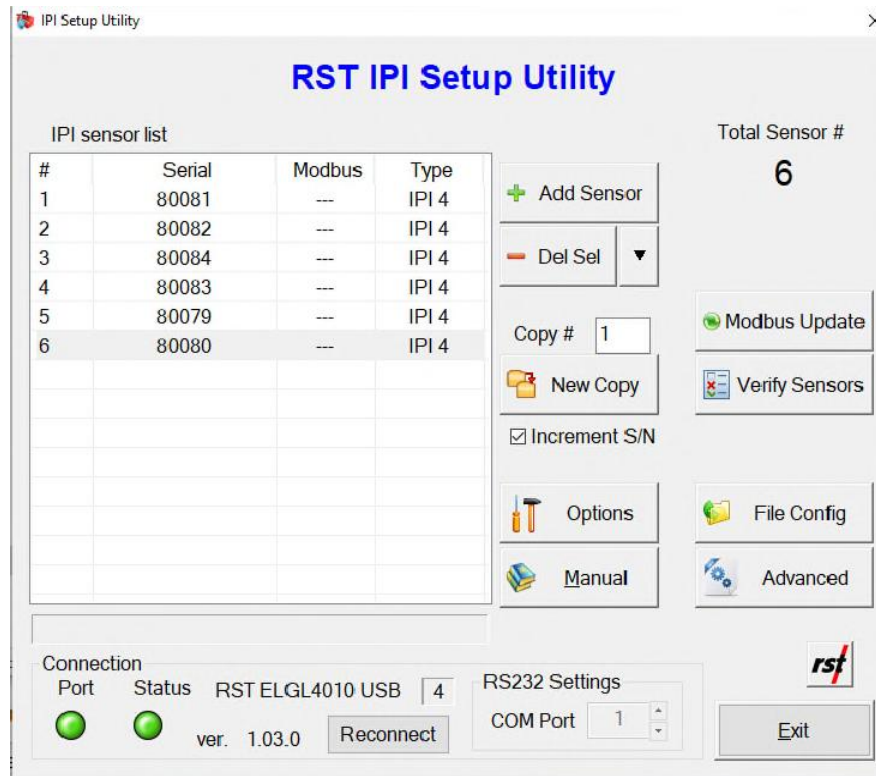 IPI Setup Utility
RST IPI Setup Utility
IPI sensor list
Total Sensor #
6
# Serial Modbus Type
1 80081 --- IPI 4
2 80082 --- IPI 4
3 80084 --- IPI 4
4 80083 --- IPI 4
5 80079 --- IPI 4
6 80080 --- IPI 4
Add Sensor
Del Sel
Copy # 1
New Copy
Increment S/N
Modbus Update
Verify Sensors
Options
File Config
Manual
Advanced
Connection
Port Status RST ELGL4010 USB 4
ver. 1.03.0 Reconnect
RS232 Settings
COM Port 1
rst
Exit